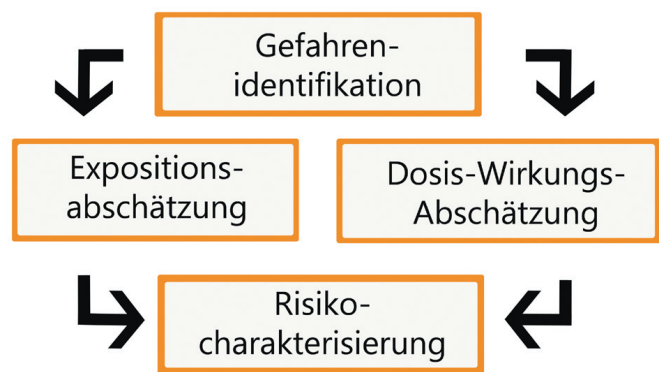 Gefahren-
identifikation
Expositions-
abschätzung
Dosis-Wirkungs-
Abschätzung
Risiko-
charakterisierung